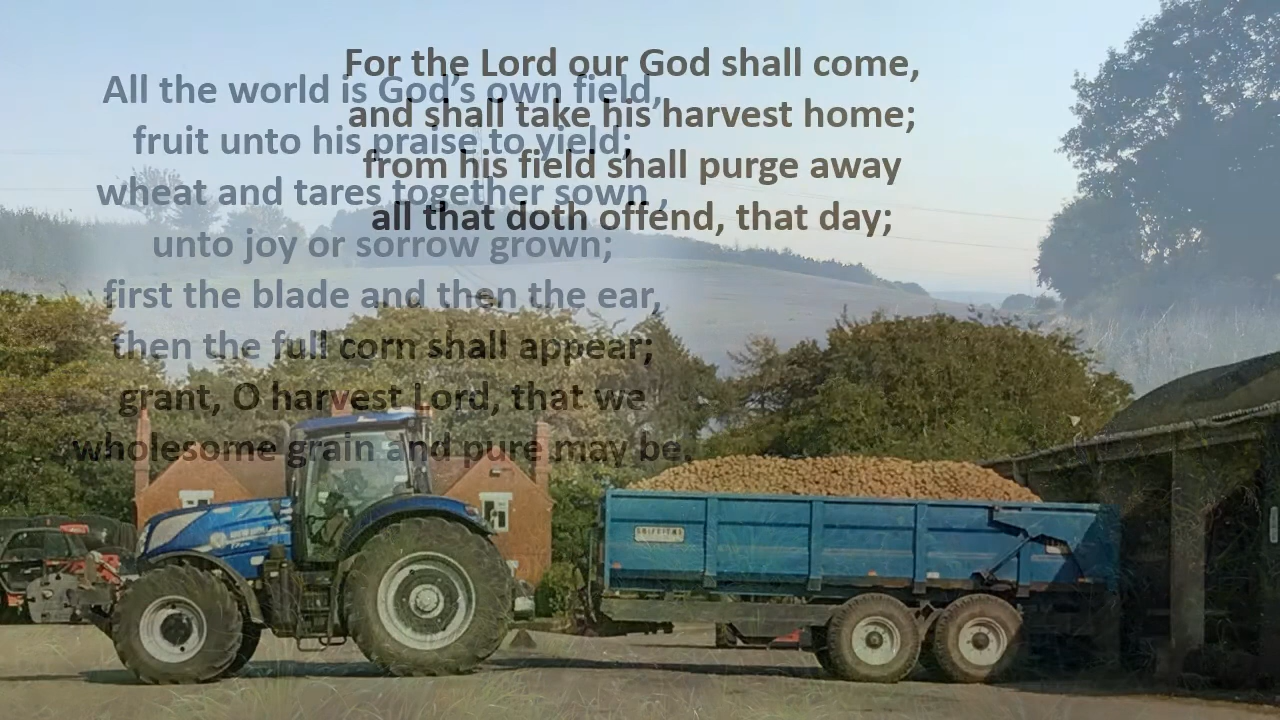 For the Lord our God shall come,
and shall take his harvest home;
from his field shall purge away
all that doth offend, that day;
All the world is God's own field,
fruit unto his praise to yield;
wheat and tares together sown,
unto joy or sorrow grown;
first the blade and then the ear,
then the full corn shall appear;
grant, O harvest Lord, that we
wholesome grain and pure may be.